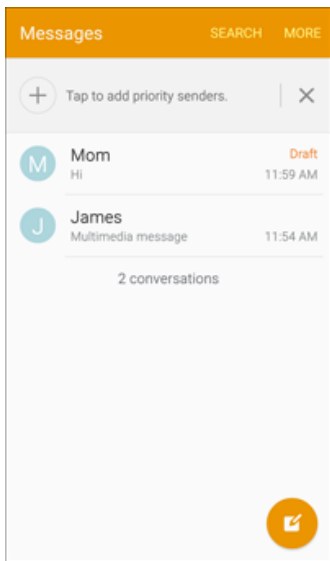 Messages SEARCH MORE
Tap to add priority senders.
M Mom Draft
Hi 11:59 AM
J James
Multimedia message 11:54 AM
2 conversations